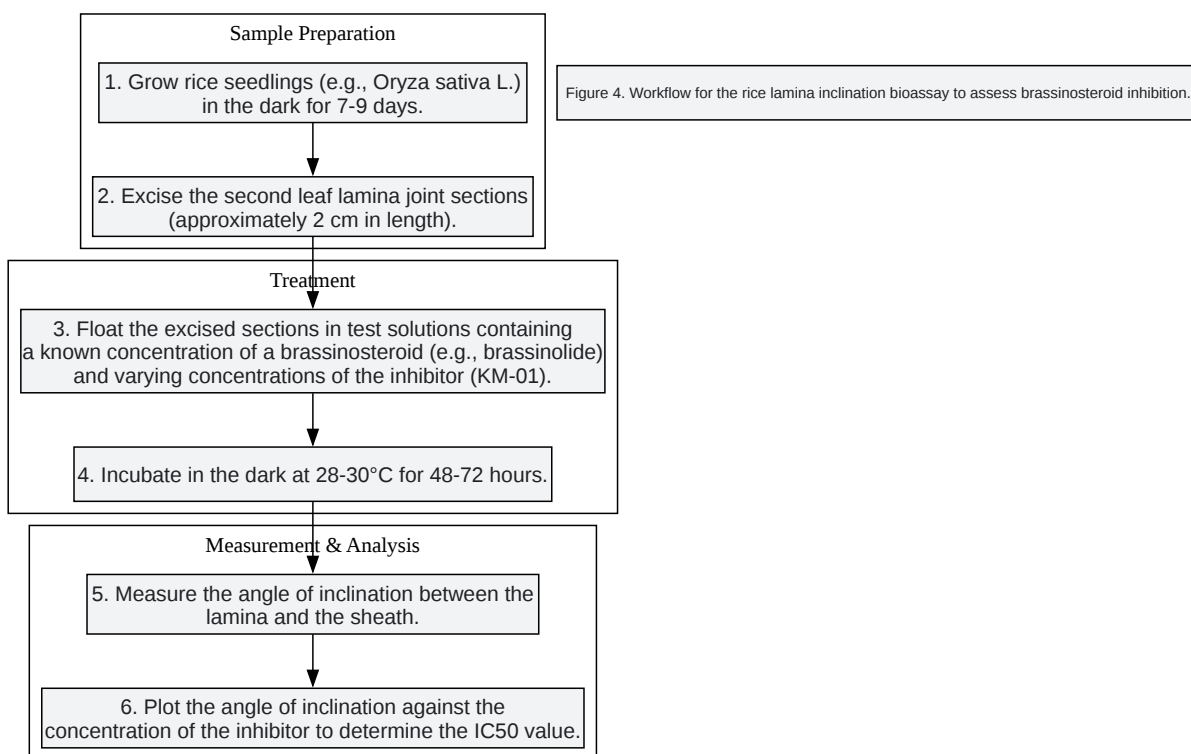 Sample Preparation
1. Grow rice seedlings (e.g., Oryza sativa L.)
in the dark for 7-9 days.
Figure 4. Workflow for the rice lamina inclination bioassay to assess brassinosteroid inhibition.
2. Excise the second leaf lamina joint sections
(approximately 2 cm in length).
Treatment
3. Float the excised sections in test solutions containing
a known concentration of a brassinosteroid (e.g., brassinolide)
and varying concentrations of the inhibitor (KM-01).
4. Incubate in the dark at 28-30°C for 48-72 hours.
Measurement & Analysis
5. Measure the angle of inclination between the
lamina and the sheath.
6. Plot the angle of inclination against the
concentration of the inhibitor to determine the IC50 value.